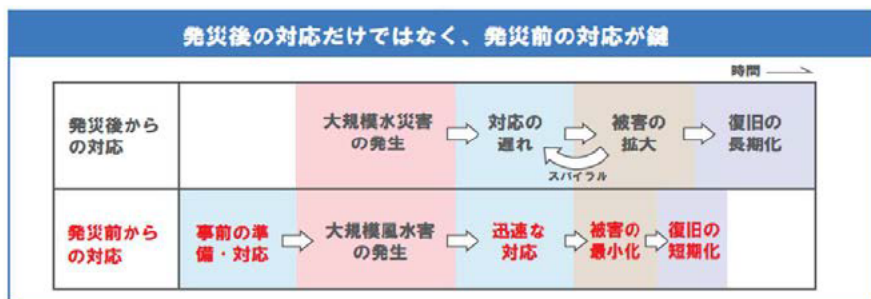 発災後の対応だけではなく、発災前の対応が鍵
時間
発災後から
の対応
大規模水災害
の発生
対応の
遅れ
被害の
拡大
復旧の
長期化
スパイラル
発災前から
の対応
事前の準
備・対応
大規模風水害
の発生
迅速な
対応
被害の
最小化
復旧の
短期化